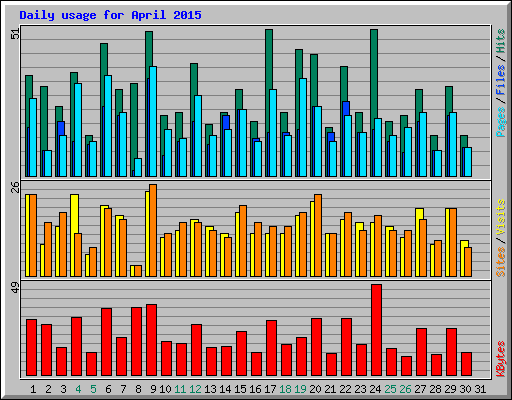 Daily usage for April 2015
51
Pages/Files/Hits
26
Sites/Visits
49
KBytes
1 2 3 4 5 6 7 8 9 10 11 12 13 14 15 16 17 18 19 20 21 22 23 24 25 26 27 28 29 30 31